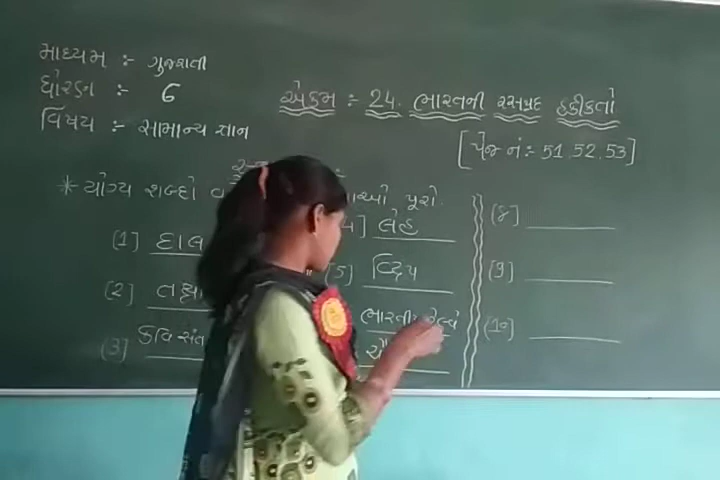 માધ્યમ :- ગુજરાતી
ધોરણ :- 6
વિષય :- સામાન્ય જ્ઞાન
એકમ :- 24. ભારતની રસપ્રદ હકીકતો
[પેજ નં :- 51, 52, 53]
* યોગ્ય શબ્દો પૂરો.
(1)
(2)
(3) કવિ સંત
4] લેહ
(5) દ્વિપ
ભારતીય રેલ્વે
(8]
(9]
(10)